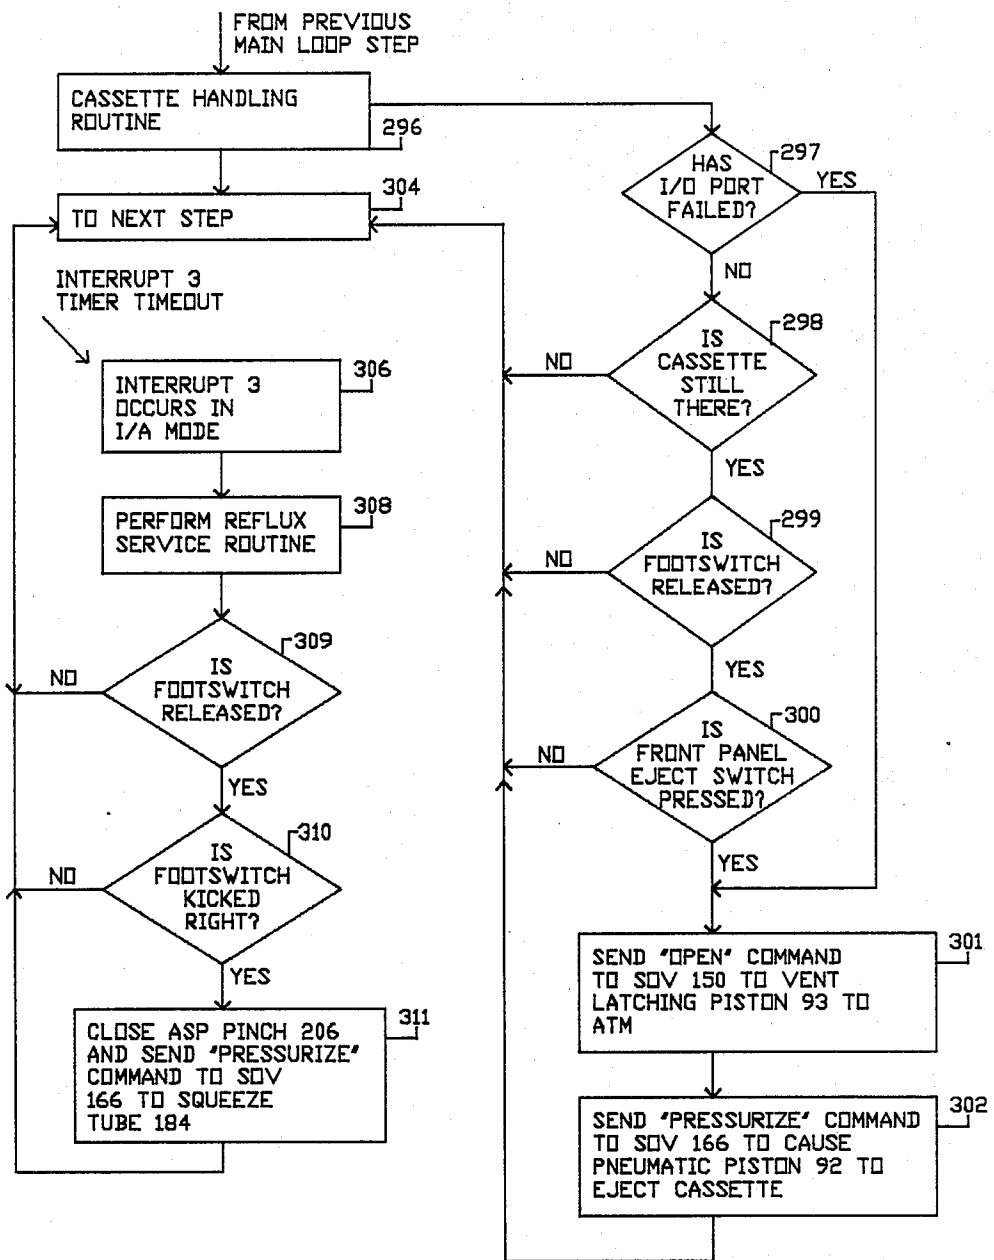 FROM PREVIOUS
MAIN LOOP STEP
CASSETTE HANDLING
ROUTINE
296
304
TO NEXT STEP
INTERRUPT 3
TIMER TIMEOUT
306
INTERRUPT 3
OCCURS IN
I/A MODE
308
PERFORM REFLUX
SERVICE ROUTINE
309
IS
FOOTSWITCH
RELEASED?
NO
YES
310
IS
FOOTSWITCH
KICKED
RIGHT?
NO
YES
311
CLOSE ASP PINCH 206
AND SEND "PRESSURIZE"
COMMAND TO SOV
166 TO SQUEEZE
TUBE 184
297
HAS
I/O PORT
FAILED?
YES
NO
298
IS
CASSETTE
STILL
THERE?
NO
YES
299
IS
FOOTSWITCH
RELEASED?
NO
YES
300
IS
FRONT PANEL
EJECT SWITCH
PRESSED?
NO
YES
301
SEND "OPEN" COMMAND
TO SOV 150 TO VENT
LATCHING PISTON 93 TO
ATM
302
SEND "PRESSURIZE" COMMAND
TO SOV 166 TO CAUSE
PNEUMATIC PISTON 92 TO
EJECT CASSETTE